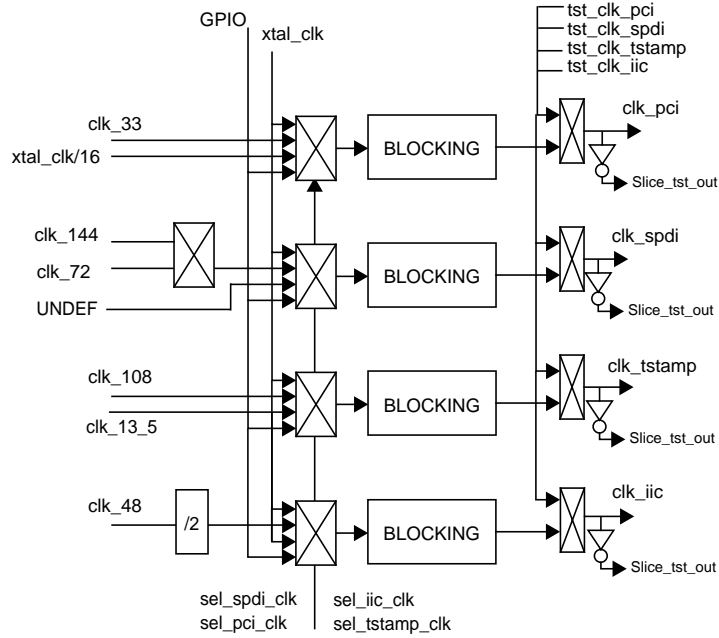 GPIO
xtal_clk
tst_clk_pci
tst_clk_spdi
tst_clk_tstamp
tst_clk_iic
clk_33
xtal_clk/16
BLOCKING
clk_pci
Slice_tst_out
clk_144
clk_72
UNDEF
BLOCKING
clk_spdi
Slice_tst_out
clk_108
clk_13_5
BLOCKING
clk_tstamp
Slice_tst_out
clk_48
/2
BLOCKING
clk_iic
Slice_tst_out
sel_spdi_clk sel_iic_clk
sel_pci_clk sel_tstamp_clk